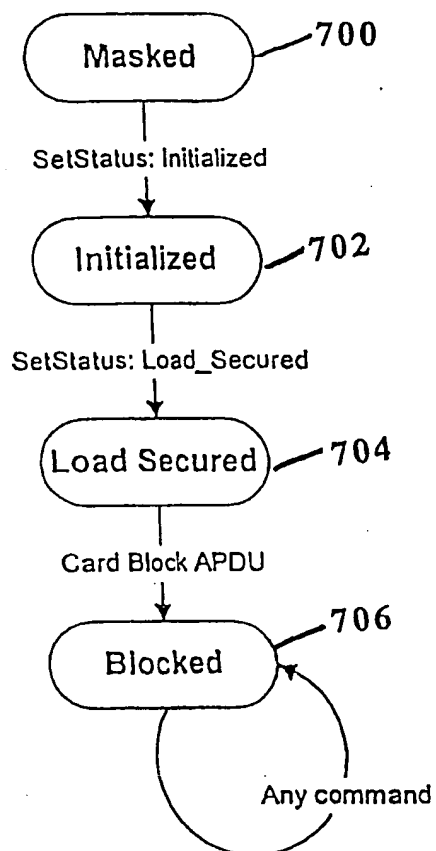 Masked
700
SetStatus: Initialized
Initialized
702
SetStatus: Load_Secured
Load Secured
704
Card Block APDU
706
Blocked
Any command